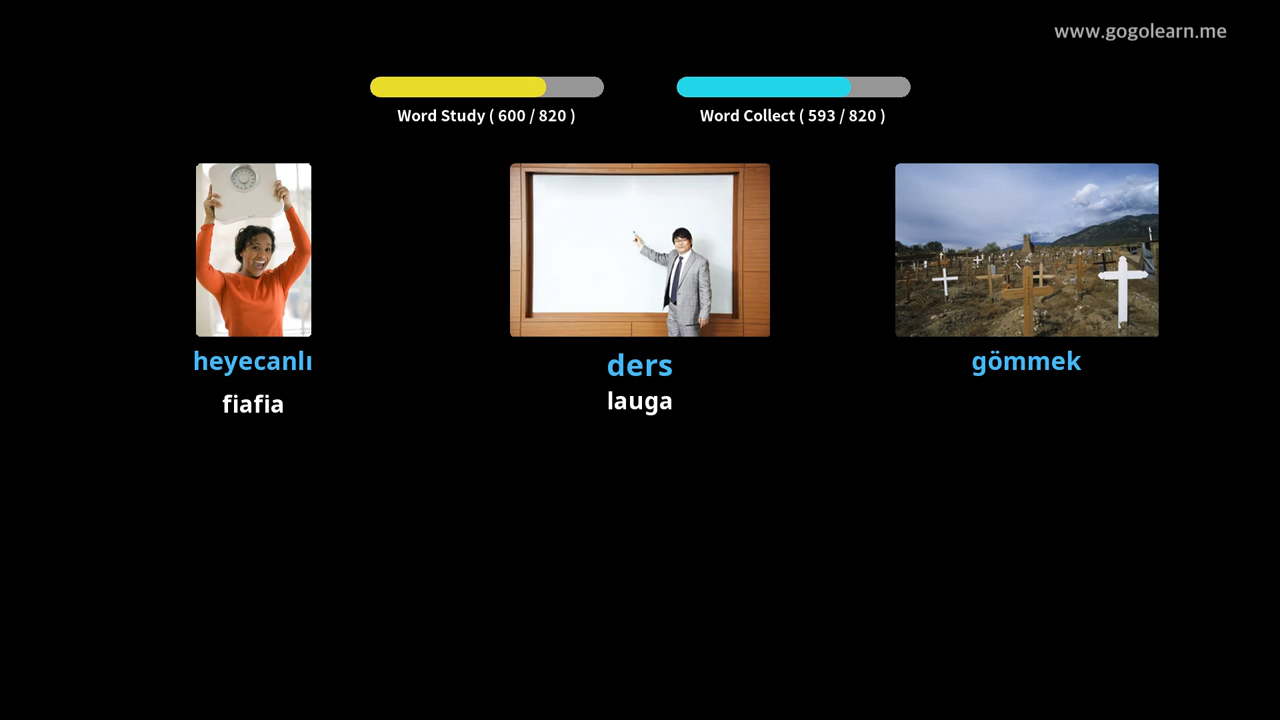 www.gogolearn.me
Word Study ( 600 / 820 )
Word Collect ( 593 / 820 )
heyecanlı
fiafia
ders
lauga
gömmek